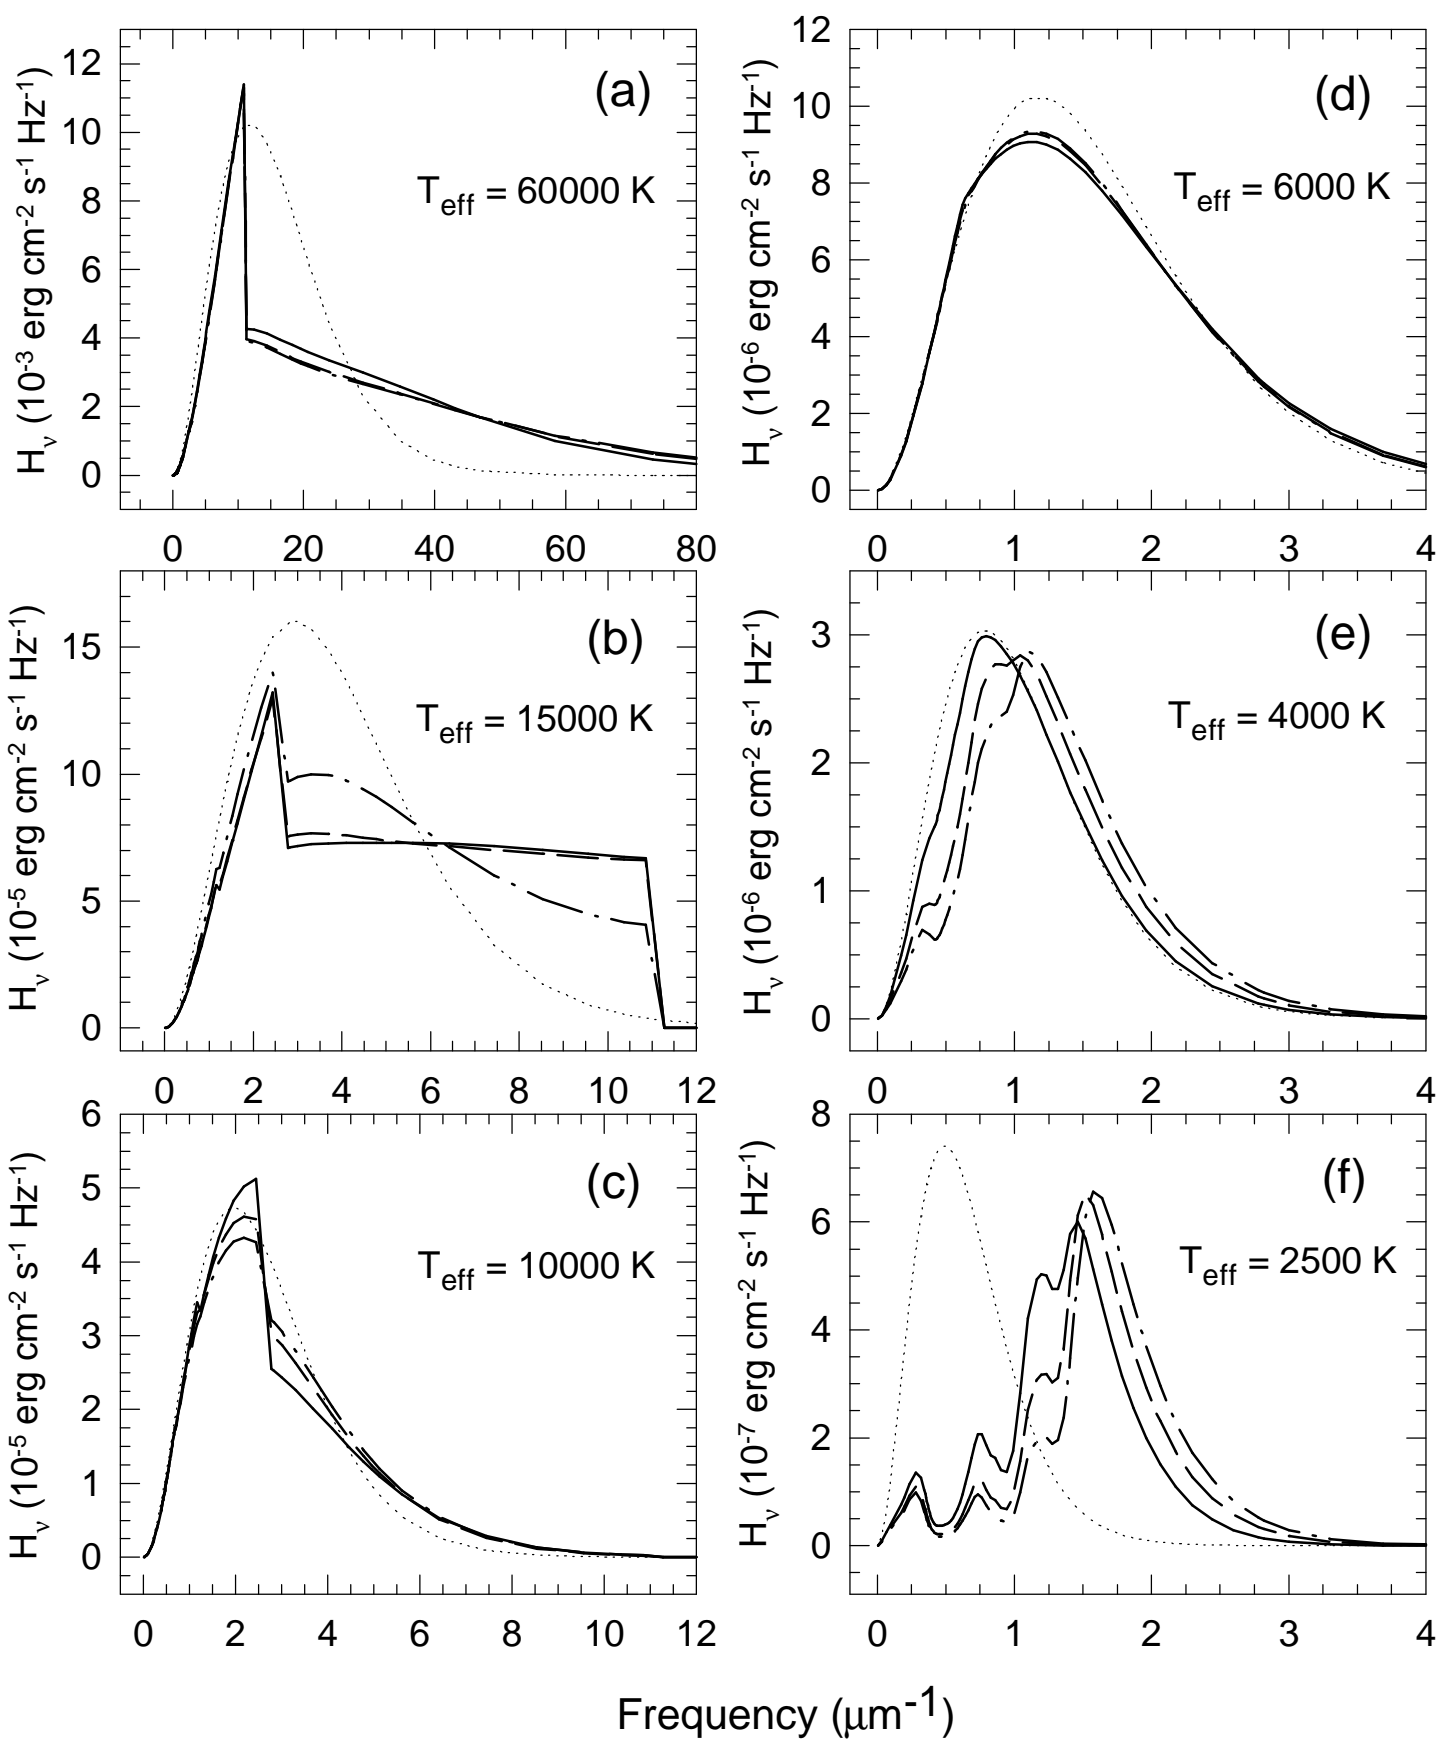 (a)
T_eff = 60000 K
H_ν (10^-3 erg cm^-2 s^-1 Hz^-1)
12
10
8
6
4
2
0
0 20 40 60 80
(d)
T_eff = 6000 K
H_ν (10^-6 erg cm^-2 s^-1 Hz^-1)
12
10
8
6
4
2
0
0 1 2 3 4
(b)
T_eff = 15000 K
H_ν (10^-5 erg cm^-2 s^-1 Hz^-1)
15
10
5
0
0 2 4 6 8 10 12
(e)
T_eff = 4000 K
H_ν (10^-6 erg cm^-2 s^-1 Hz^-1)
3
2
1
0
0 1 2 3 4
(c)
T_eff = 10000 K
H_ν (10^-5 erg cm^-2 s^-1 Hz^-1)
6
5
4
3
2
1
0
0 2 4 6 8 10 12
(f)
T_eff = 2500 K
H_ν (10^-7 erg cm^-2 s^-1 Hz^-1)
8
6
4
2
0
0 1 2 3 4
Frequency (μm^-1)